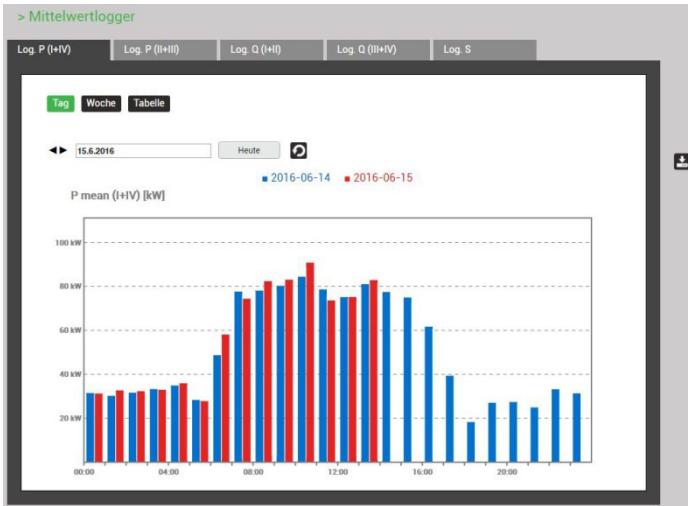 > Mittelwertlogger
Log. P (I+IV) Log. P (II+III) Log. Q (I+II) Log. Q (III+IV) Log. S
Tag Woche Tabelle
15.6.2016 Heute
2016-06-14 2016-06-15
P mean (I+IV) [kW]
100 kW
80 kW
60 kW
40 kW
20 kW
00:00 04:00 08:00 12:00 16:00 20:00